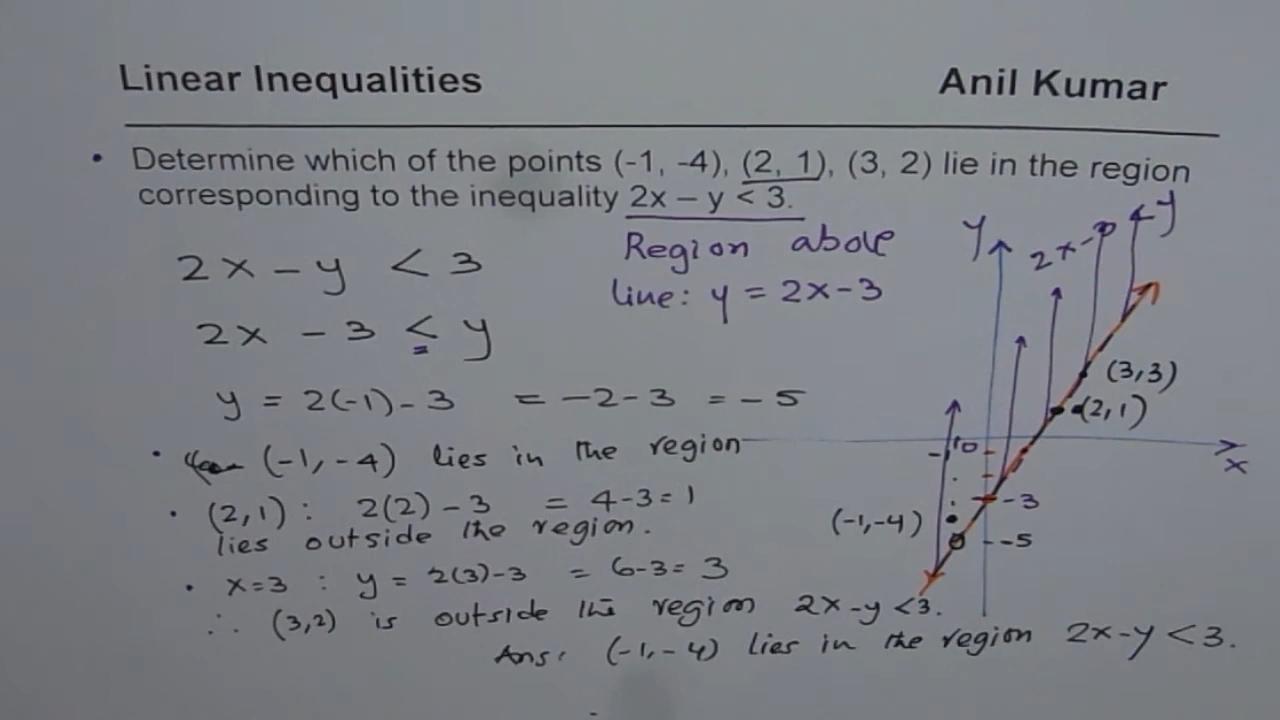 Linear Inequalities Anil Kumar
• Determine which of the points (-1, -4), (2, 1), (3, 2) lie in the region
corresponding to the inequality 2x – y < 3.
2x - y < 3
Region above
line: y = 2x - 3
2x - 3 < y
y = 2(-1) - 3 = -2 - 3 = -5
• (-1, -4) lies in the region
• (2, 1) : 2(2) - 3 = 4 - 3 = 1
lies outside the region.
• x = 3 : y = 2(3) - 3 = 6 - 3 = 3
∴ (3, 2) is outside the region 2x - y < 3.
Ans: (-1, -4) lies in the region 2x - y < 3.
y
2x -
y
(3, 3)
(2, 1)
x
-1
0
-3
(-1, -4)
-5